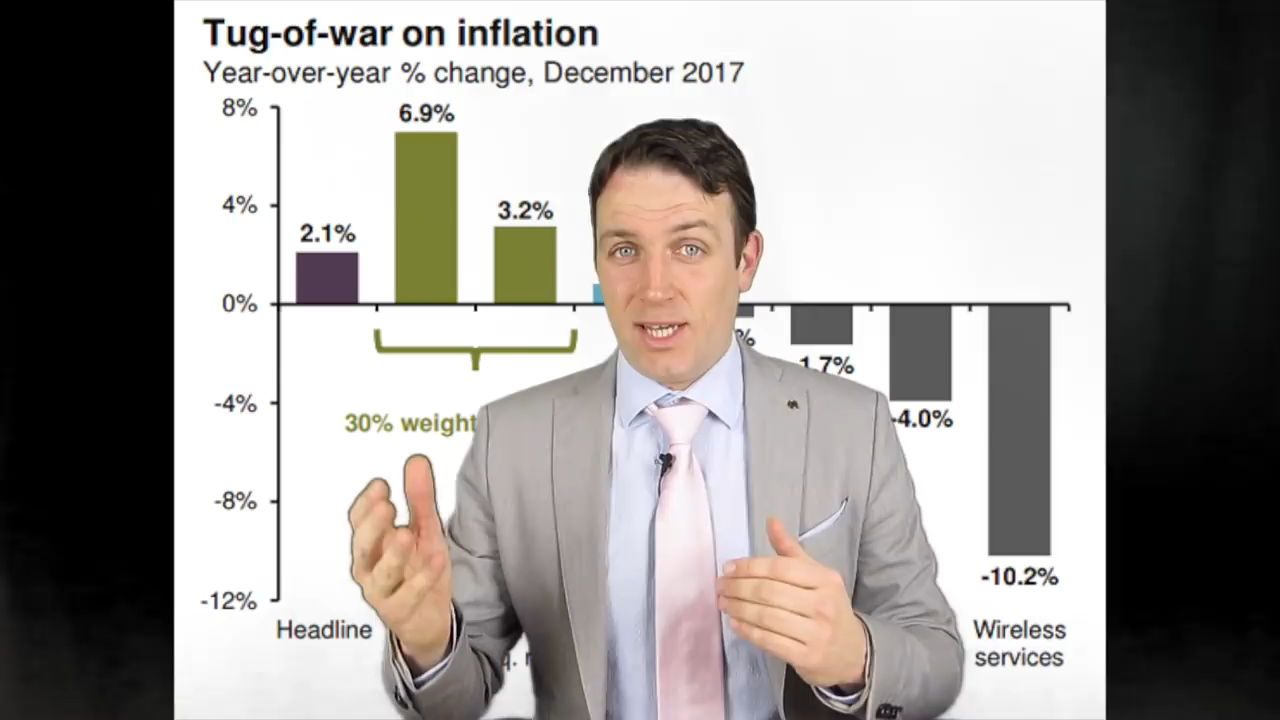 Tug-of-war on inflation
Year-over-year % change, December 2017
8%
6.9%
4%
3.2%
2.1%
0%
%
1.7%
-4%
-4.0%
30% weight
-8%
-10.2%
-12%
Headline
Wireless
services